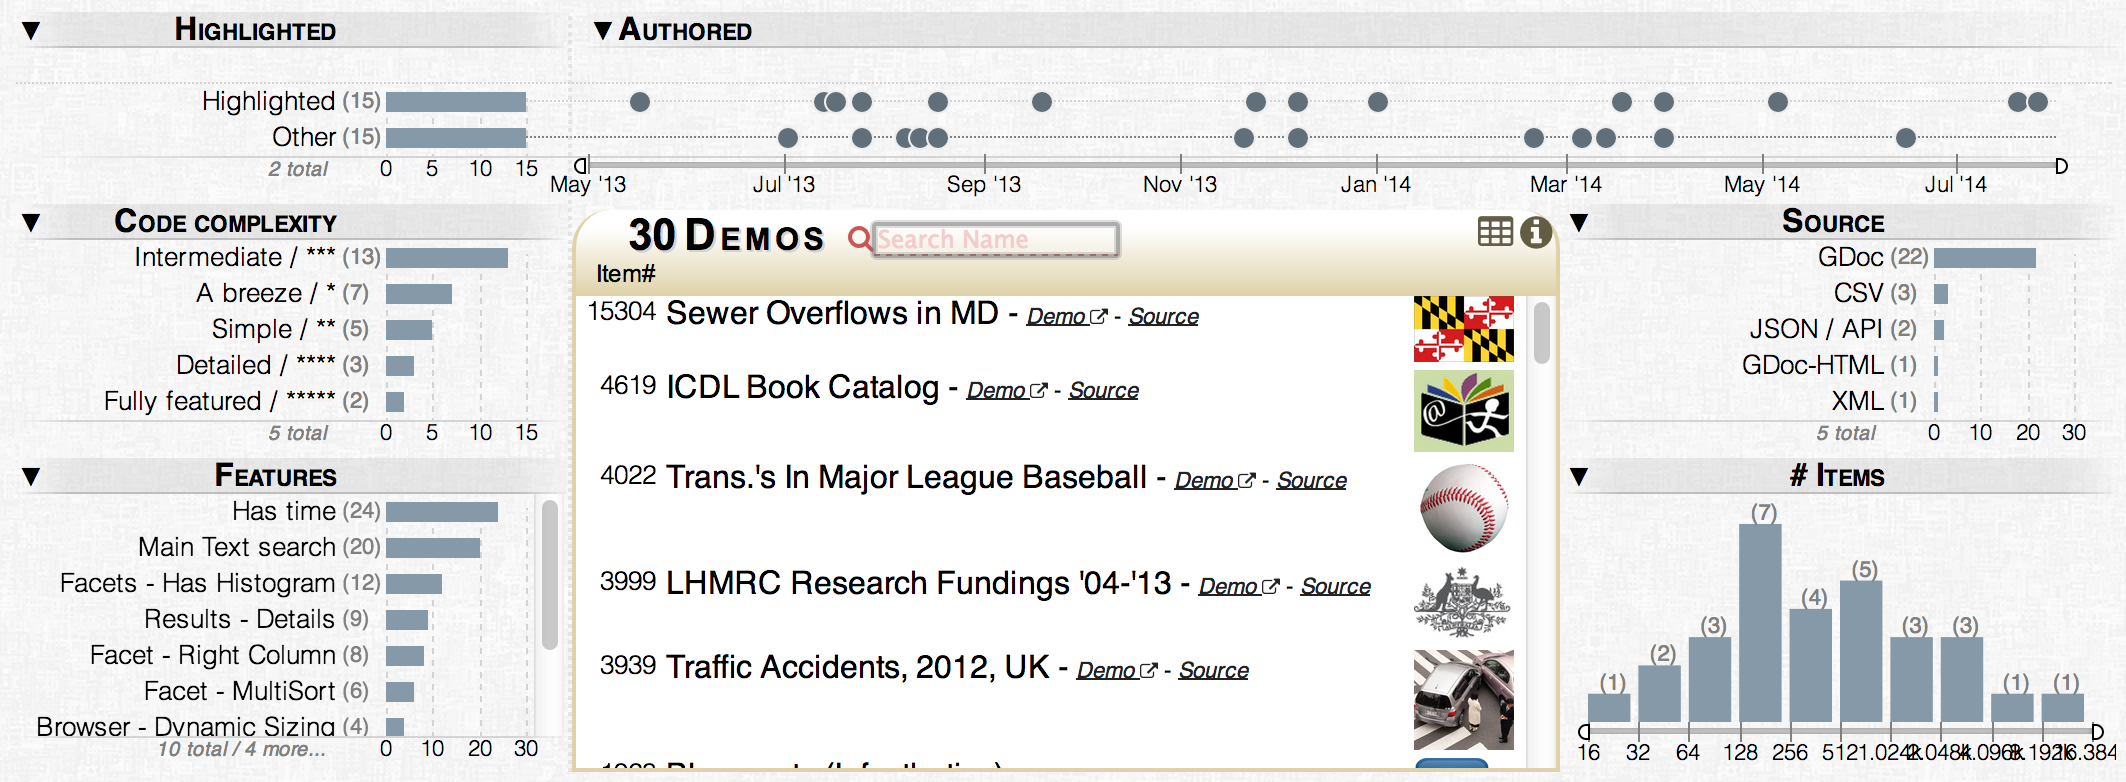 ▼ HIGHLIGHTED
▼ AUTHORED
Highlighted (15)
Other (15)
2 total 0 5 10 15
May '13 Jul '13 Sep '13 Nov '13 Jan '14 Mar '14 May '14 Jul '14
▼ CODE COMPLEXITY
Intermediate / *** (13)
A breeze / * (7)
Simple / ** (5)
Detailed / **** (3)
Fully featured / ***** (2)
5 total 0 5 10 15
▼ FEATURES
Has time (24)
Main Text search (20)
Facets - Has Histogram (12)
Results - Details (9)
Facet - Right Column (8)
Facet - MultiSort (6)
Browser - Dynamic Sizing (4)
10 total / 4 more... 0 10 20 30
30 DEMOS Search Name
Item#
15304 Sewer Overflows in MD - Demo - Source
4619 ICDL Book Catalog - Demo - Source
4022 Trans.'s In Major League Baseball - Demo - Source
3999 LHMRC Research Fundings '04-'13 - Demo - Source
3939 Traffic Accidents, 2012, UK - Demo - Source
▼ SOURCE
GDoc (22)
CSV (3)
JSON / API (2)
GDoc-HTML (1)
XML (1)
5 total 0 10 20 30
▼ # ITEMS
(1) (2) (3) (7) (4) (5) (3) (3) (1) (1)
16 32 64 128 256 512 1.024k 2.048k 4.096k 8.192k 16.384